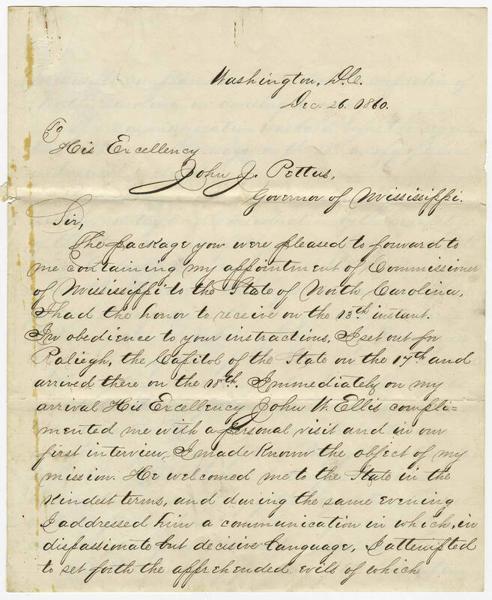 Washington, D.C.
Dec. 26. 1860.
To
His Excellency
John J. Pettus,
Governor of Mississippi.
Sir,
The package you were pleased to forward to
me containing my appointment of Commissioner
of Mississippi to the State of North Carolina,
I had the honor to receive on the 13th instant.
In obedience to your instructions, I set out for
Raleigh, the Capitol of the State on the 17th and
arrived there on the 18th. Immediately on my
arrival His Excellency John W. Ellis compli-
mented me with a personal visit and in our
first interview, I made known the object of my
mission. He welcomed me to the State in the
kindest terms, and during the same evening
I addressed him a communication in which, in
dispassionate but decisive language, I attempted
to set forth the apprehended evils of which